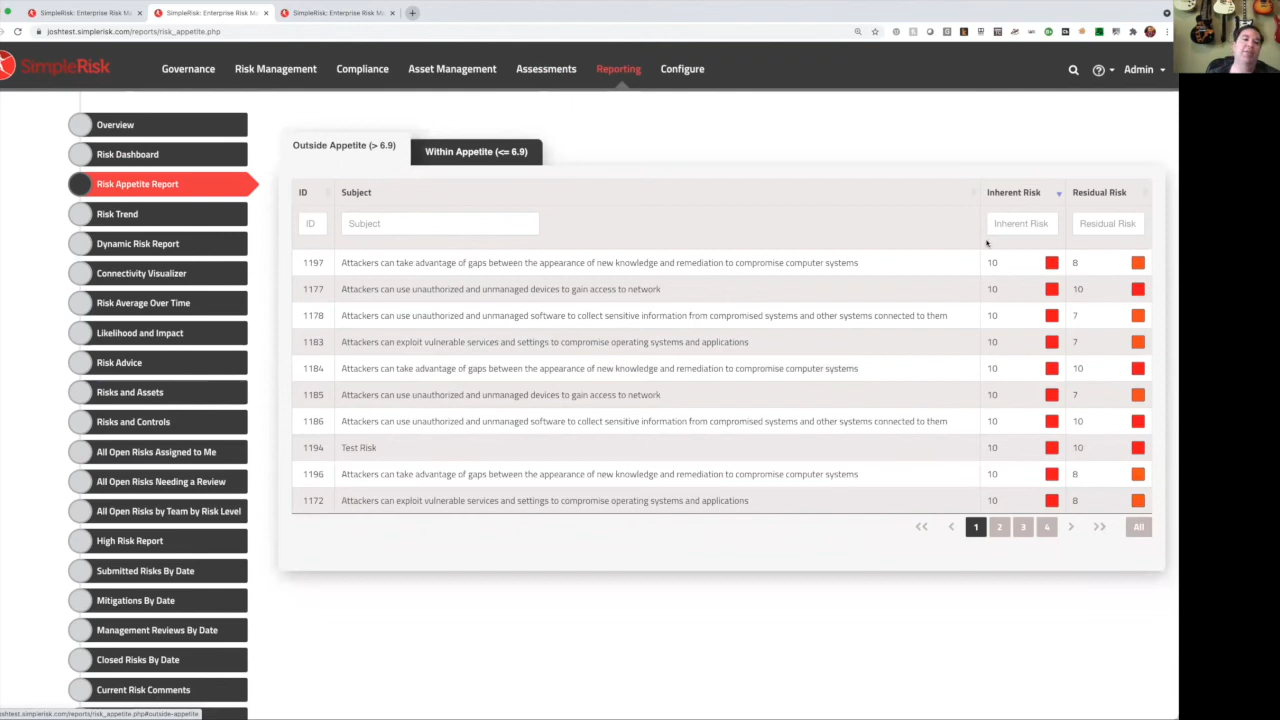 SimpleRisk: Enterprise Risk Ma
SimpleRisk: Enterprise Risk Ma
SimpleRisk: Enterprise Risk Ma
joshtest.simplerisk.com/reports/risk_appetite.php
SimpleRisk
Governance
Risk Management
Compliance
Asset Management
Assessments
Reporting
Configure
Admin
Overview
Risk Dashboard
Risk Appetite Report
Risk Trend
Dynamic Risk Report
Connectivity Visualizer
Risk Average Over Time
Likelihood and Impact
Risk Advice
Risks and Assets
Risks and Controls
All Open Risks Assigned to Me
All Open Risks Needing a Review
All Open Risks by Team by Risk Level
High Risk Report
Submitted Risks By Date
Mitigations By Date
Management Reviews By Date
Closed Risks By Date
Current Risk Comments
Outside Appetite (> 6.9)
Within Appetite (<= 6.9)
ID Subject Inherent Risk Residual Risk
ID Subject Inherent Risk Residual Risk
1197 Attackers can take advantage of gaps between the appearance of new knowledge and remediation to compromise computer systems 10 8
1177 Attackers can use unauthorized and unmanaged devices to gain access to network 10 10
1178 Attackers can use unauthorized and unmanaged software to collect sensitive information from compromised systems and other systems connected to them 10 7
1183 Attackers can exploit vulnerable services and settings to compromise operating systems and applications 10 7
1184 Attackers can take advantage of gaps between the appearance of new knowledge and remediation to compromise computer systems 10 10
1185 Attackers can use unauthorized and unmanaged devices to gain access to network 10 7
1186 Attackers can use unauthorized and unmanaged software to collect sensitive information from compromised systems and other systems connected to them 10 10
1194 Test Risk 10 10
1196 Attackers can take advantage of gaps between the appearance of new knowledge and remediation to compromise computer systems 10 8
1172 Attackers can exploit vulnerable services and settings to compromise operating systems and applications 10 8
<< < 1 2 3 4 > >> All
oshtest.simplerisk.com/reports/risk_appetite.php#outside-appetite